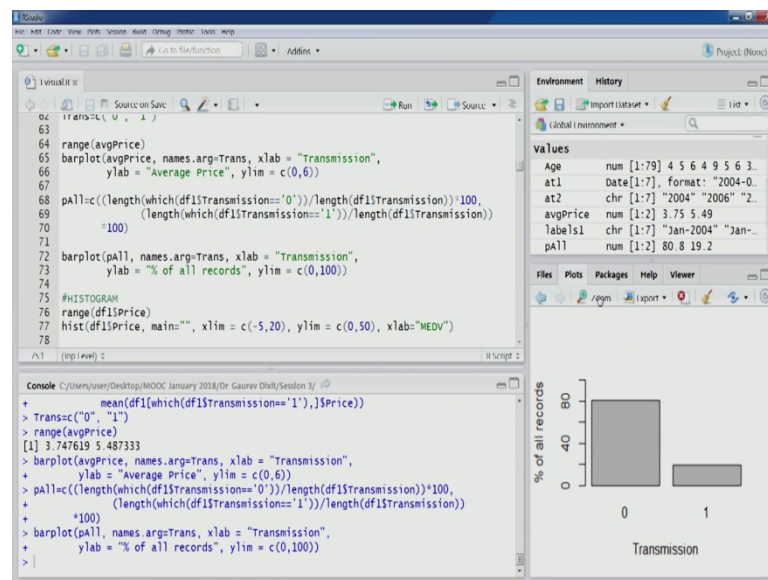 RStudio
File Edit Code View Plots Session Build Debug Profile Tools Help
Go to file/function
Addins
Project: (None)
1visual.R
Source on Save
Run
Source
62 Trans=c("0", "1")
63
64 range(avgPrice)
65 barplot(avgPrice, names.arg=Trans, xlab = "Transmission",
66 ylab = "Average Price", ylim = c(0,6))
67
68 pAll=c((length(which(df1$Transmission=='0'))/length(df1$Transmission))*100,
69 (length(which(df1$Transmission=='1'))/length(df1$Transmission))
70 *100)
71
72 barplot(pAll, names.arg=Trans, xlab = "Transmission",
73 ylab = "% of all records", ylim = c(0,100))
74
75 #HISTOGRAM
76 range(df1$Price)
77 hist(df1$Price, main="", xlim = c(-5,20), ylim = c(0,50), xlab="MEDV")
78
75:1 (Top Level) R Script
Console C:/Users/user/Desktop/MOOC January 2018/Dr. Gaurav Dixit/Session 3/
+ mean(df1[which(df1$Transmission=='1'),]$Price))
> Trans=c("0", "1")
> range(avgPrice)
[1] 3.747619 5.487333
> barplot(avgPrice, names.arg=Trans, xlab = "Transmission",
+ ylab = "Average Price", ylim = c(0,6))
> pAll=c((length(which(df1$Transmission=='0'))/length(df1$Transmission))*100,
+ (length(which(df1$Transmission=='1'))/length(df1$Transmission))
+ *100)
> barplot(pAll, names.arg=Trans, xlab = "Transmission",
+ ylab = "% of all records", ylim = c(0,100))
>
Environment History
Import Dataset List
Global Environment
Values
Age num [1:79] 4 5 6 4 9 5 6 3…
at1 Date[1:7], format: "2004-0…
at2 chr [1:7] "2004" "2006" "2…
avgPrice num [1:2] 3.75 5.49
labels1 chr [1:7] "Jan-2004" "Jan-…
pAll num [1:2] 80.8 19.2
Files Plots Packages Help Viewer
Zoom Export
% of all records
80
40
0
0 1
Transmission